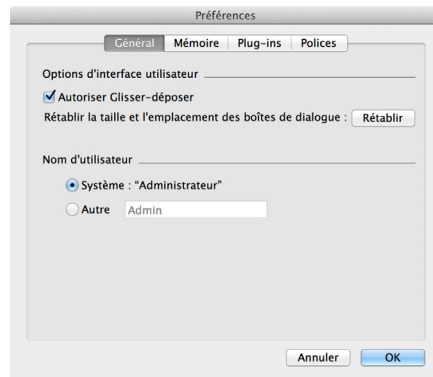 Préférences
Général Mémoire Plug-ins Polices
Options d'interface utilisateur
Autoriser Glisser-déposer
Rétablir la taille et l'emplacement des boîtes de dialogue : Rétablir
Nom d'utilisateur
Système : “Administrateur”
Autre Admin
Annuler OK